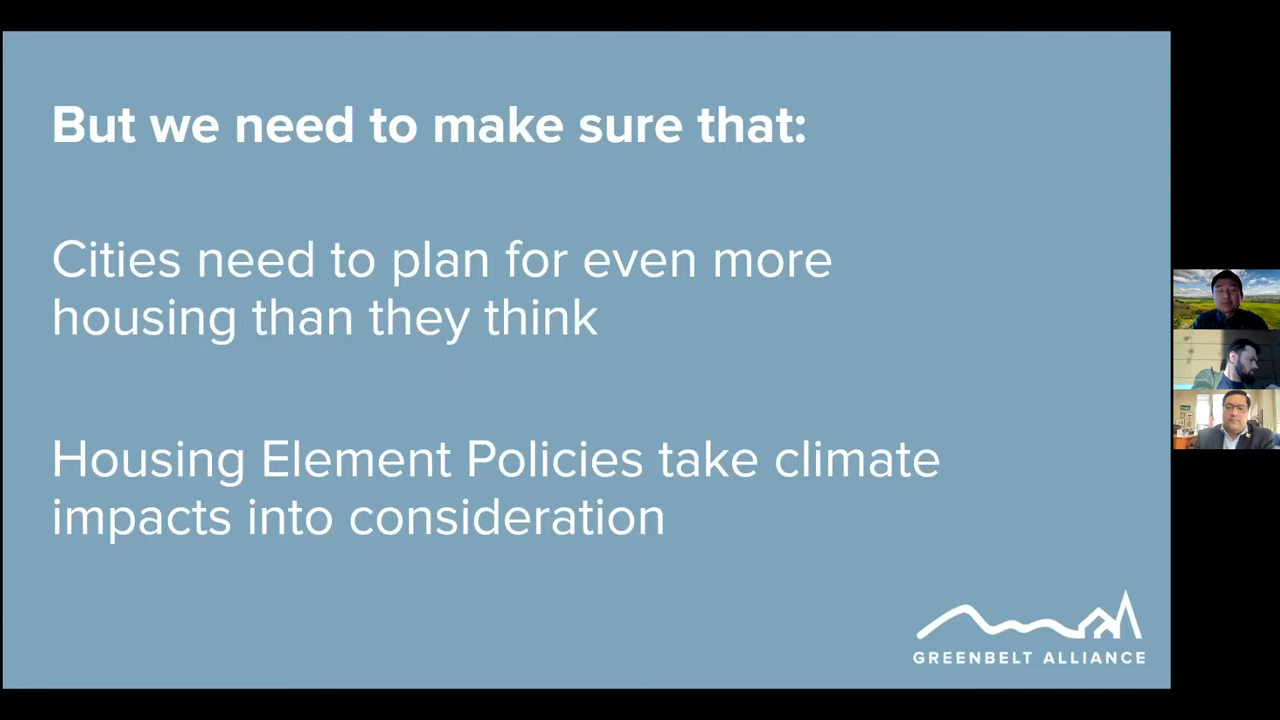 But we need to make sure that:
Cities need to plan for even more
housing than they think
Housing Element Policies take climate
impacts into consideration
GREENBELT ALLIANCE